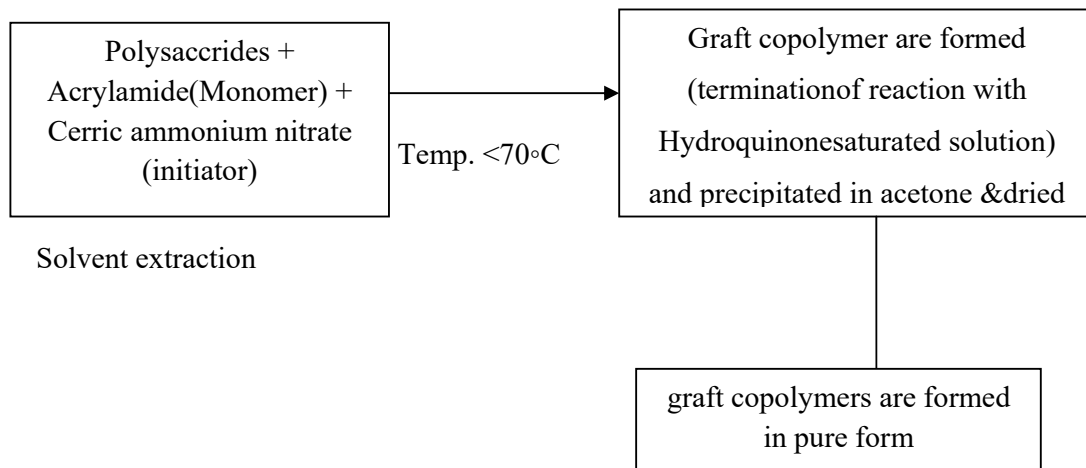 Polysaccrides +
Acrylamide(Monomer) +
Cerric ammonium nitrate
(initiator)
Temp. <70◦C
Graft copolymer are formed
(terminationof reaction with
Hydroquinonesaturated solution)
and precipitated in acetone &dried
Solvent extraction
graft copolymers are formed
in pure form